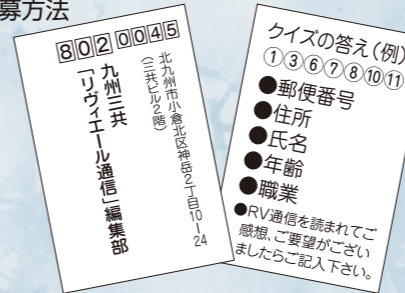 募方法
8020045
北九州市小倉北区神岳2丁目10−24
(三共ビル2階)
九州三共
「リヴィエール通信」編集部
クイズの答え(例)
①③⑥⑦⑧⑩⑪
●郵便番号
●住所
●氏名
●年齢
●職業
●RV通信を読まれてご
感想、ご要望がござい
ましたらご記入下さい。